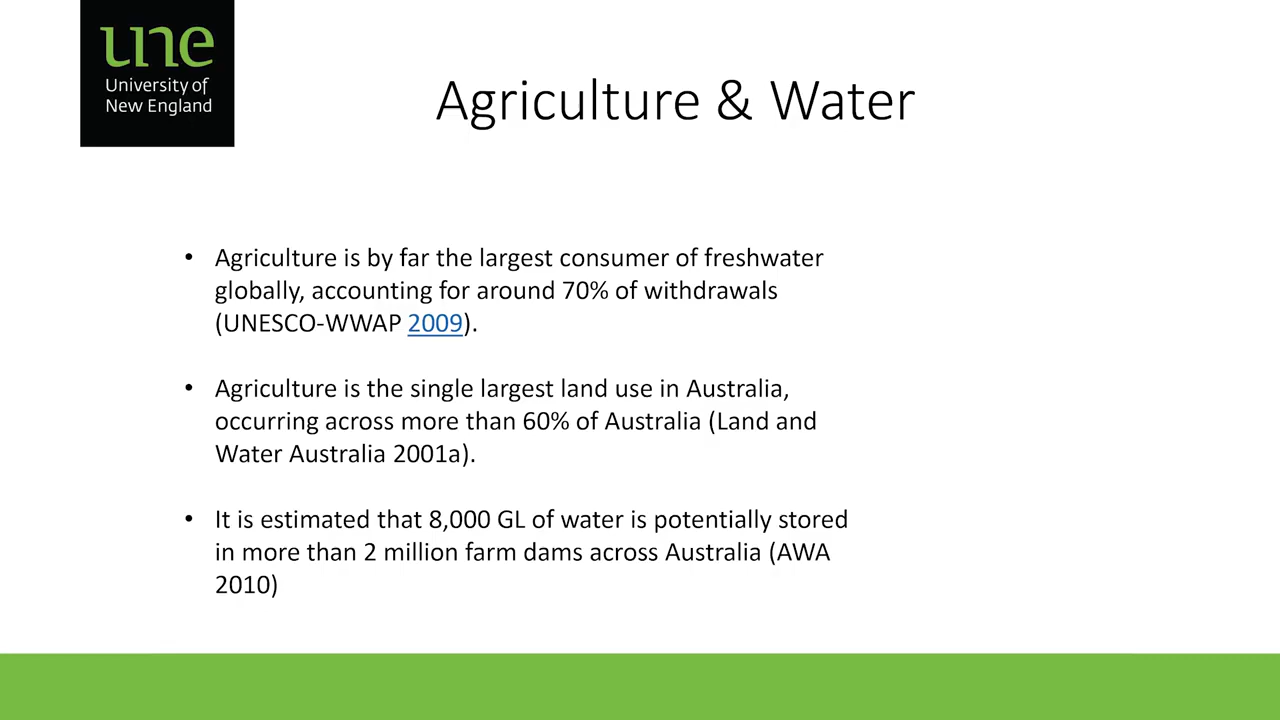 une
University of
New England
Agriculture & Water
• Agriculture is by far the largest consumer of freshwater
globally, accounting for around 70% of withdrawals
(UNESCO-WWAP 2009).
• Agriculture is the single largest land use in Australia,
occurring across more than 60% of Australia (Land and
Water Australia 2001a).
• It is estimated that 8,000 GL of water is potentially stored
in more than 2 million farm dams across Australia (AWA
2010)